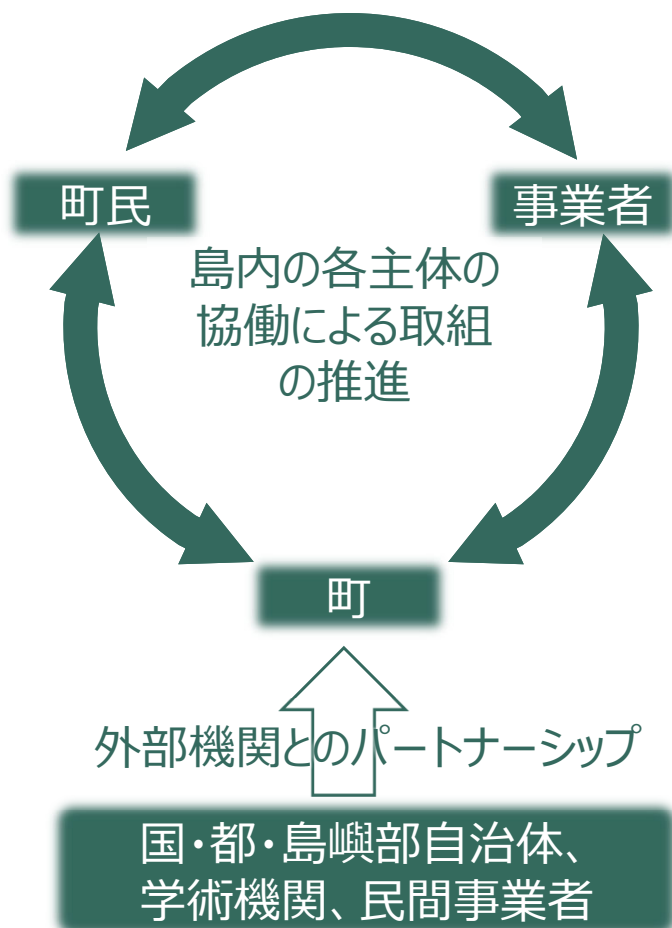 町民
事業者
島内の各主体の
協働による取組
の推進
町
外部機関とのパートナーシップ
国・都・島嶼部自治体、
学術機関、民間事業者